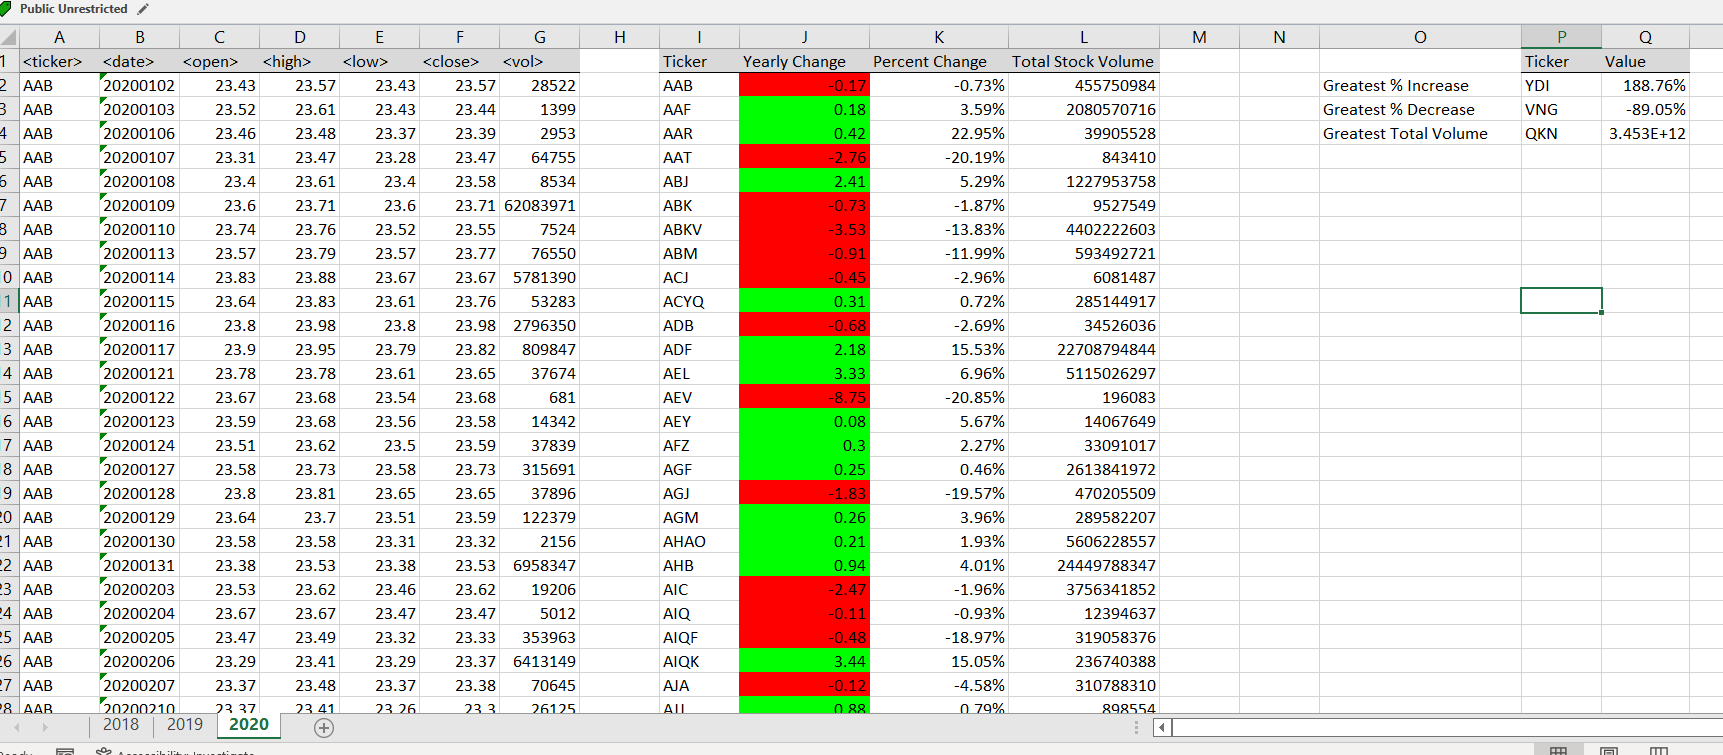 Public Unrestricted
A B C D E F G H I J K L M N O P Q
1 <ticker> <date> <open> <high> <low> <close> <vol> Ticker Yearly Change Percent Change Total Stock Volume Ticker Value
2 AAB 20200102 23.43 23.57 23.43 23.57 28522 AAB -0.17 -0.73% 455750984 Greatest % Increase YDI 188.76%
3 AAB 20200103 23.52 23.61 23.43 23.44 1399 AAF 0.18 3.59% 2080570716 Greatest % Decrease VNG -89.05%
4 AAB 20200106 23.46 23.48 23.37 23.39 2953 AAR 0.42 22.95% 39905528 Greatest Total Volume QKN 3.453E+12
5 AAB 20200107 23.31 23.47 23.28 23.47 64755 AAT -2.76 -20.19% 843410
6 AAB 20200108 23.4 23.61 23.4 23.58 8534 ABJ 2.41 5.29% 1227953758
7 AAB 20200109 23.6 23.71 23.6 23.71 62083971 ABK -0.73 -1.87% 9527549
8 AAB 20200110 23.74 23.76 23.52 23.55 7524 ABKV -3.53 -13.83% 4402222603
9 AAB 20200113 23.57 23.79 23.57 23.77 76550 ABM -0.91 -11.99% 593492721
0 AAB 20200114 23.83 23.88 23.67 23.67 5781390 ACJ -0.45 -2.96% 6081487
1 AAB 20200115 23.64 23.83 23.61 23.76 53283 ACYQ 0.31 0.72% 285144917
2 AAB 20200116 23.8 23.98 23.8 23.98 2796350 ADB -0.68 -2.69% 34526036
3 AAB 20200117 23.9 23.95 23.79 23.82 809847 ADF 2.18 15.53% 22708794844
4 AAB 20200121 23.78 23.78 23.61 23.65 37674 AEL 3.33 6.96% 5115026297
5 AAB 20200122 23.67 23.68 23.54 23.68 681 AEV -8.75 -20.85% 196083
6 AAB 20200123 23.59 23.68 23.56 23.58 14342 AEY 0.08 5.67% 14067649
7 AAB 20200124 23.51 23.62 23.5 23.59 37839 AFZ 0.3 2.27% 33091017
8 AAB 20200127 23.58 23.73 23.58 23.73 315691 AGF 0.25 0.46% 2613841972
9 AAB 20200128 23.8 23.81 23.65 23.65 37896 AGJ -1.83 -19.57% 470205509
20 AAB 20200129 23.64 23.7 23.51 23.59 122379 AGM 0.26 3.96% 289582207
21 AAB 20200130 23.58 23.58 23.31 23.32 2156 AHAO 0.21 1.93% 5606228557
22 AAB 20200131 23.38 23.53 23.38 23.53 6958347 AHB 0.94 4.01% 24449788347
23 AAB 20200203 23.53 23.62 23.46 23.62 19206 AIC -2.47 -1.96% 3756341852
24 AAB 20200204 23.67 23.67 23.47 23.47 5012 AIQ -0.11 -0.93% 12394637
25 AAB 20200205 23.47 23.49 23.32 23.33 353963 AIQF -0.48 -18.97% 319058376
26 AAB 20200206 23.29 23.41 23.29 23.37 6413149 AIQK 3.44 15.05% 236740388
27 AAB 20200207 23.37 23.48 23.37 23.38 70645 AJA -0.12 -4.58% 310788310
28 AAB 20200210 23.37 23.41 23.26 23.3 26125 0.88 0.79% 898554
2018 2019 2020
Accessibility: Investigate